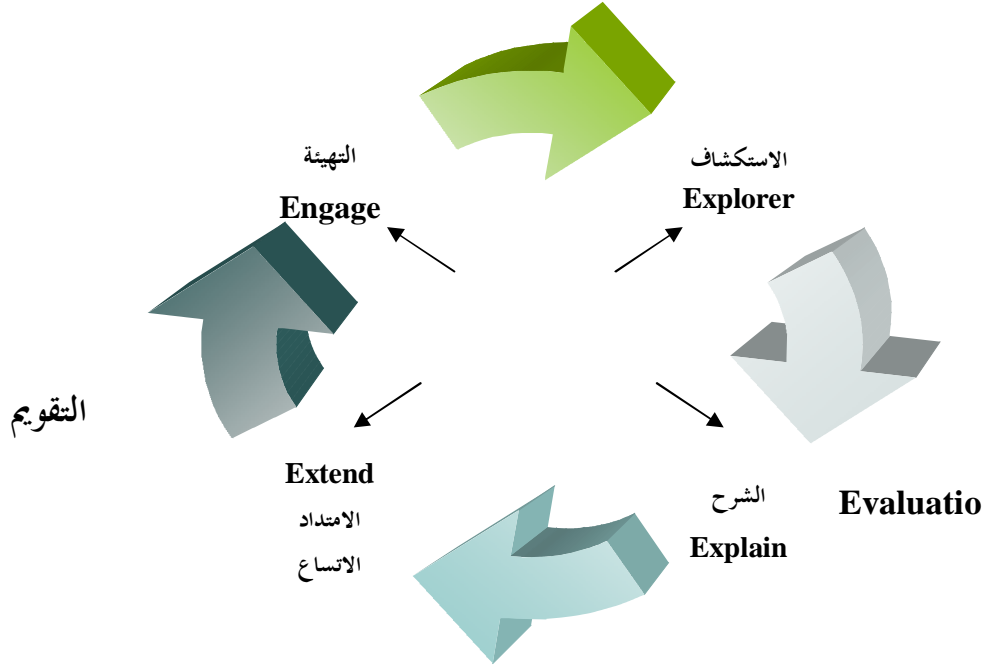 التهيئة
Engage
الاستكشاف
Explorer
التقويم
Extend
الامتداد
الاتساع
الشرح
Explain
Evaluatio